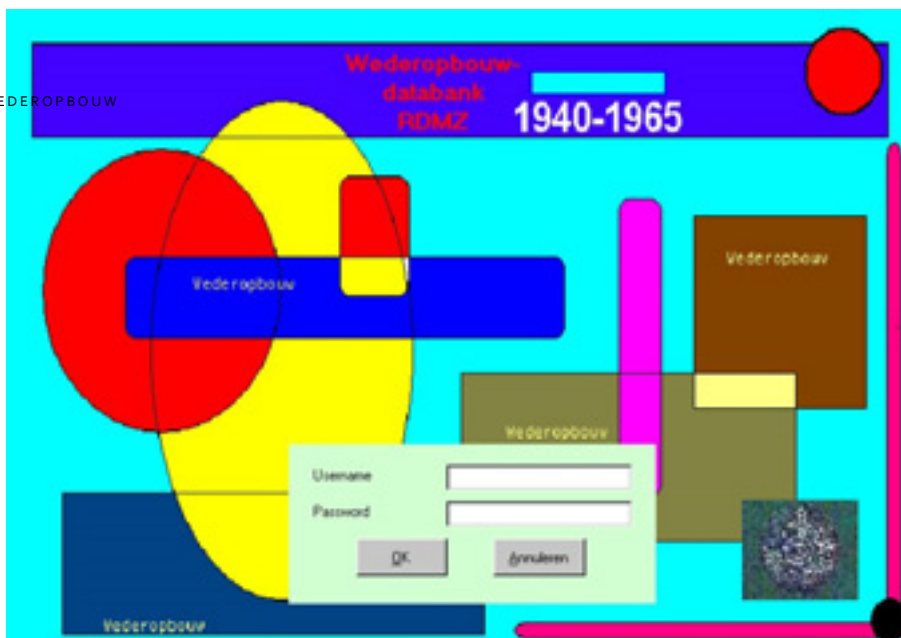 Wederopbouw-
databank
RDMZ
1940-1965
EDEROPBOUW
Wederopbouw
Wederopbouw
Wederopbouw
Username
Password
OK
Annuleren
Wederopbouw